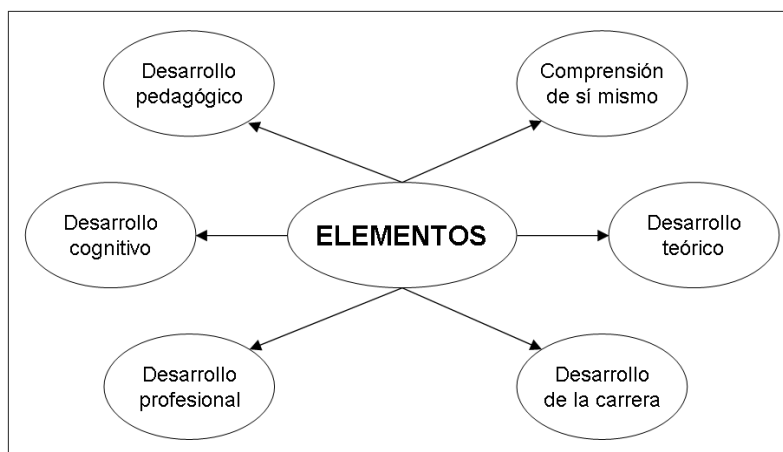 Desarrollo
pedagógico
Comprensión
de sí mismo
Desarrollo
cognitivo
ELEMENTOS
Desarrollo
teórico
Desarrollo
profesional
Desarrollo
de la carrera